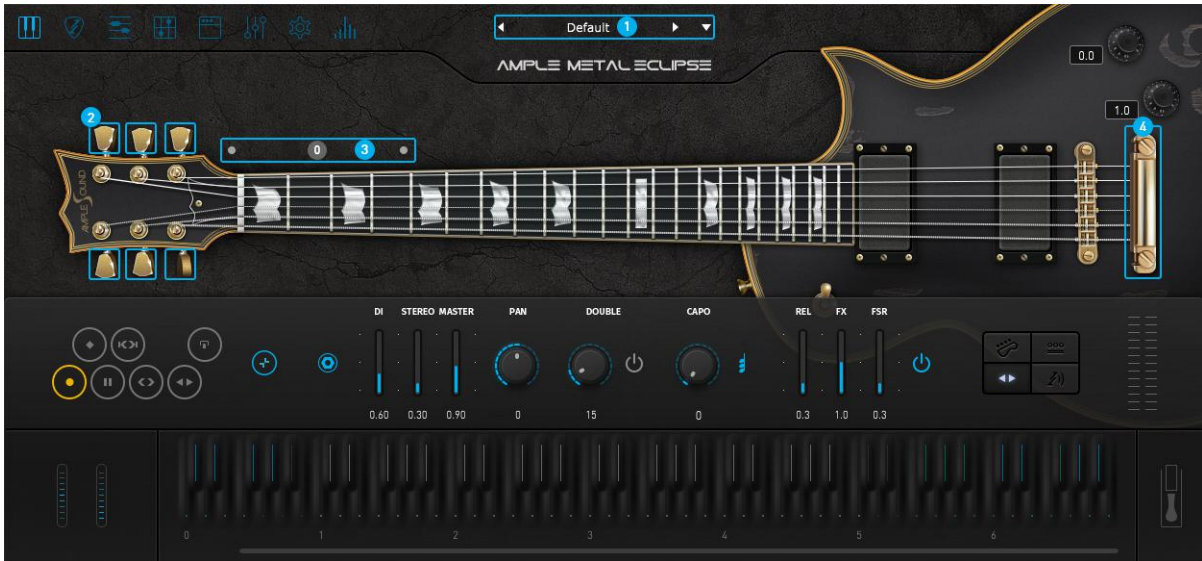 Default 1
AMPLE METAL ECLIPSE
0.0
1.0
4
2
0 3
AMPLE SOUND
DI STEREO MASTER PAN DOUBLE CAPO REL FX FSR
0.60 0.30 0.90 0 15 0 0.3 1.0 0.3
0 1 2 3 4 5 6